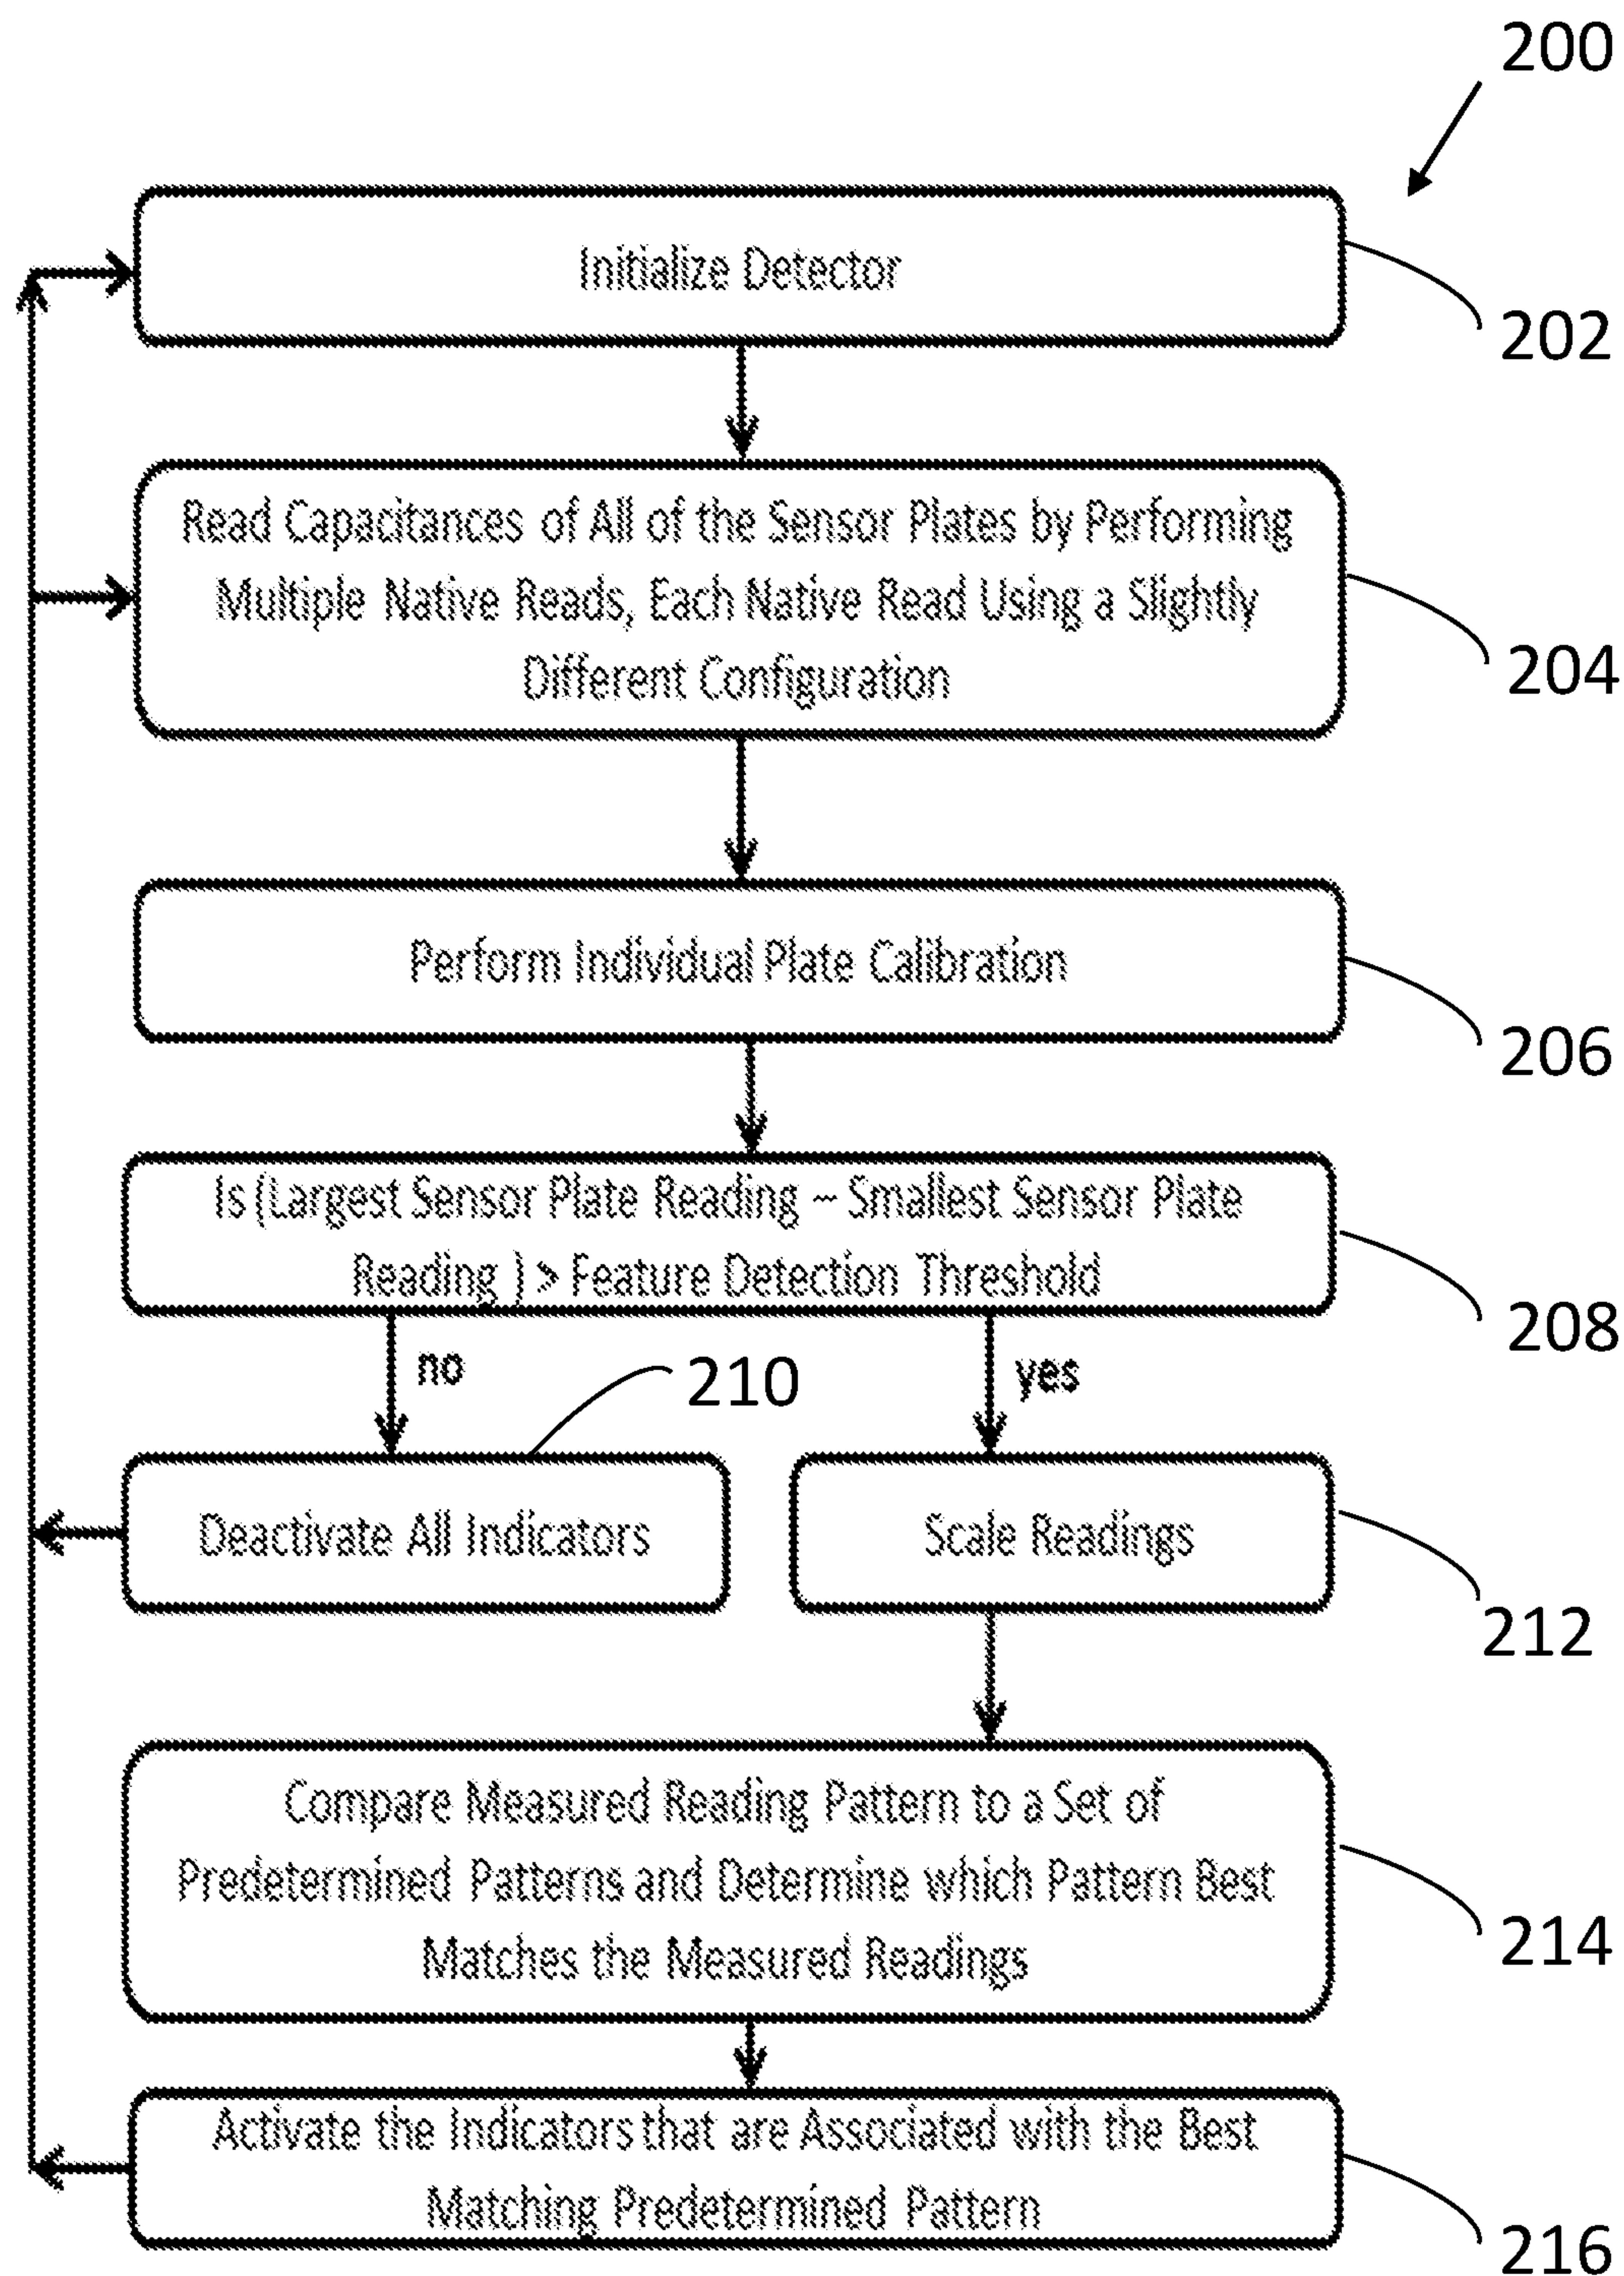 200
Initialize Detector
202
Read Capacitances of All of the Sensor Plates by Performing
Multiple Native Reads, Each Native Read Using a Slightly
Different Configuration
204
Perform Individual Plate Calibration
206
Is (Largest Sensor Plate Reading – Smallest Sensor Plate
Reading ) > Feature Detection Threshold
208
no
210
yes
Deactivate All Indicators
Scale Readings
212
Compare Measured Reading Pattern to a Set of
Predetermined Patterns and Determine which Pattern Best
Matches the Measured Readings
214
Activate the Indicators that are Associated with the Best
Matching Predetermined Pattern
216